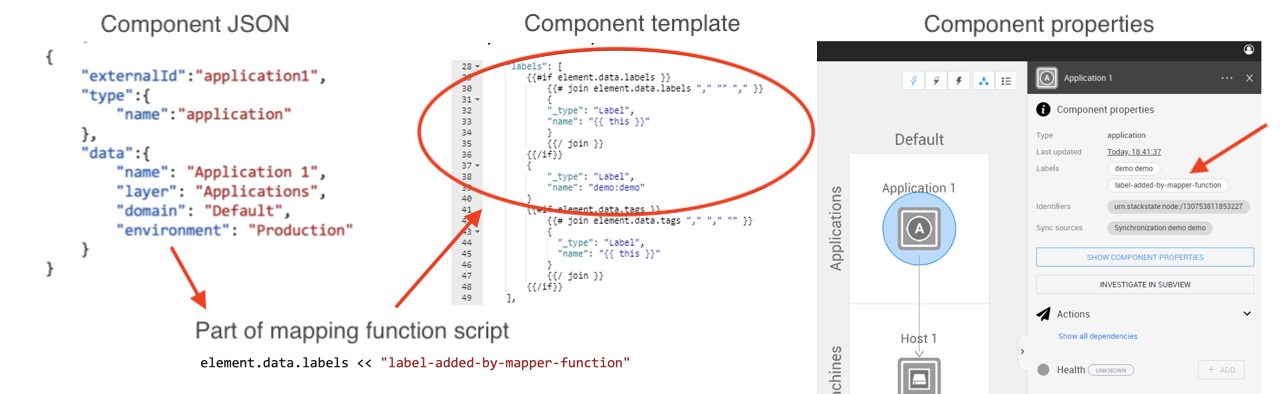 Component JSON
{
"externalId":"application1",
"type":{
"name":"application"
},
"data":{
"name": "Application 1",
"layer": "Applications",
"domain": "Default",
"environment": "Production"
}
}
Component template
28 "labels": [
29 {{#if element.data.labels }}
30 {{# join element.data.labels "," "" "," }}
31 {
32 "_type": "Label",
33 "name": "{{ this }}"
34 }
35 {{/ join }}
36 {{/if}}
37 {
38 "_type": "Label",
39 "name": "demo:demo"
40 }
41 {{#if element.data.tags }}
42 {{# join element.data.tags "," "," "" }}
43 {
44 "_type": "Label",
45 "name": "{{ this }}"
46 }
47 {{/ join }}
48 {{/if}}
49 ],
Part of mapping function script
element.data.labels << "label-added-by-mapper-function"
Component properties
Default
Applications
Application 1
A
Host 1
achines
A
Application 1
... X
Component properties
Type application
Last updated Today, 18:41:37
Labels demo:demo
label-added-by-mapper-function
Identifiers urn:stackstate:node:/130753811853227
Sync sources Synchronization demo demo
SHOW COMPONENT PROPERTIES
INVESTIGATE IN SUBVIEW
Actions
Show all dependencies
Health UNKNOWN + ADD